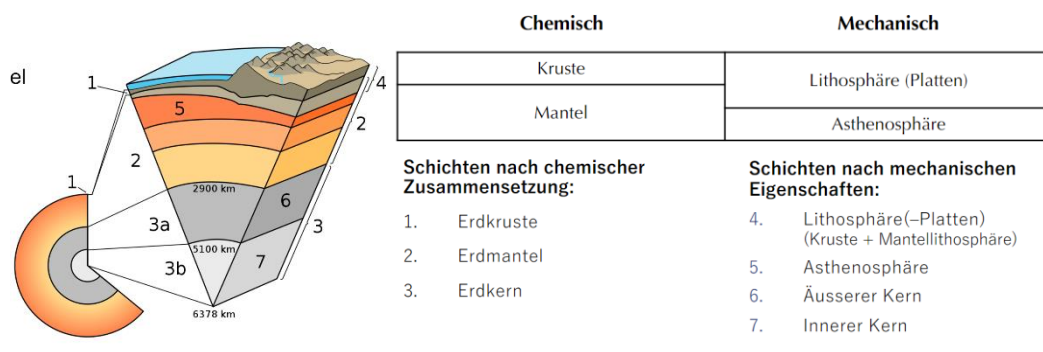 el
1
5
4
2
2
1
2900 km
6
3a
3
5100 km
3b
7
6378 km
Chemisch
Mechanisch
Kruste
Lithosphäre (Platten)
Mantel
Asthenosphäre
Schichten nach chemischer
Zusammensetzung:
1. Erdkruste
2. Erdmantel
3. Erdkern
Schichten nach mechanischen
Eigenschaften:
4. Lithosphäre(–Platten)
(Kruste + Mantellithosphäre)
5. Asthenosphäre
6. Äusserer Kern
7. Innerer Kern